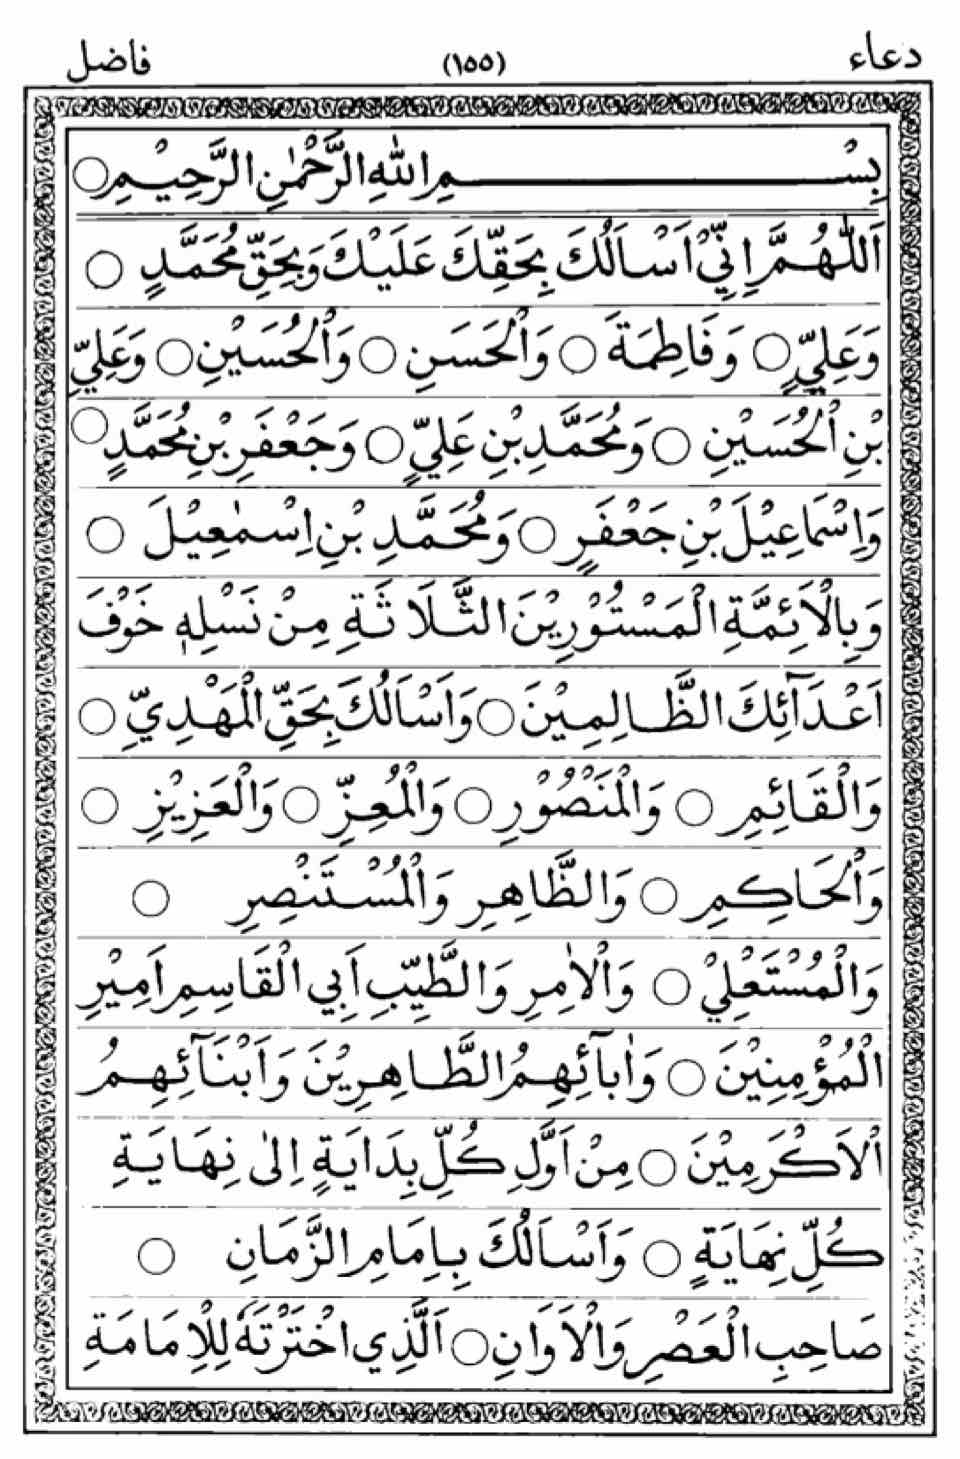 دعاء (١٥٥) فاضل
بِسْمِ اللهِ الرَّحْمٰنِ الرَّحِيْمِ ○
اَللّٰهُمَّ اِنِّيْ اَسْاَلُكَ بِحَقِّكَ عَلَيْكَ وَبِحَقِّ مُحَمَّدٍ ○
وَعَلِيٍّ ○ وَفَاطِمَةَ ○ وَالْحَسَنِ ○ وَالْحُسَيْنِ ○ وَعَلِيِّ
بْنِ الْحُسَيْنِ ○ وَمُحَمَّدِ بْنِ عَلِيٍّ ○ وَجَعْفَرِ بْنِ مُحَمَّدٍ ○
وَاِسْمَاعِيْلَ بْنِ جَعْفَرٍ ○ وَمُحَمَّدِ بْنِ اِسْمٰعِيْلَ ○
وَبِالْاَئِمَّةِ الْمَسْتُوْرِيْنَ الثَّلَاثَةِ مِنْ نَسْلِهٖ خَوْفَ
اَعْدَآئِكَ الظَّالِمِيْنَ ○ وَاَسْاَلُكَ بِحَقِّ الْمَهْدِيِّ ○
وَالْقَائِمِ ○ وَالْمَنْصُوْرِ ○ وَالْمُعِزِّ ○ وَالْعَزِيْزِ ○
وَالْحَاكِمِ ○ وَالظَّاهِرِ وَالْمُسْتَنْصِرِ ○
وَالْمُسْتَعْلِيْ ○ وَالْاٰمِرِ وَالطَّيِّبِ اَبِي الْقَاسِمِ اَمِيْرِ
الْمُؤْمِنِيْنَ ○ وَاٰبآئِهِمُ الطَّاهِرِيْنَ وَاَبْنَآئِهِمُ
الْاَكْرَمِيْنَ ○ مِنْ اَوَّلِ كُلِّ بِدَايَةٍ اِلٰى نِهَايَةِ
كُلِّ نِهَايَةٍ ○ وَاَسْاَلُكَ بِاِمَامِ الزَّمَانِ ○
صَاحِبِ الْعَصْرِ وَالْاَوَانِ ○ اَلَّذِي اخْتَرْتَهٗ لِلْاِمَامَةِ